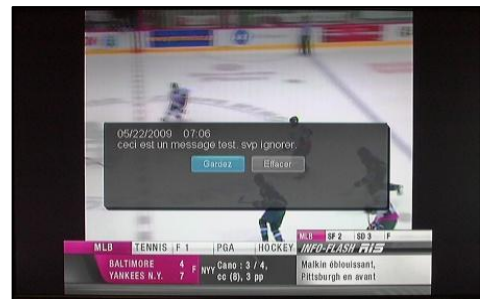 05/22/2009 07:06
ceci est un message test. svp ignorer.
Gardez Effacer
MLB SF 2 SD 3 F
MLB TENNIS F 1 PGA HOCKEY
INFO-FLASH RIS
BALTIMORE 4 F NYY Cano : 3 / 4,
YANKEES N.Y. 7 cc (8), 3 pp
Malkin éblouissant,
Pittsburgh en avant